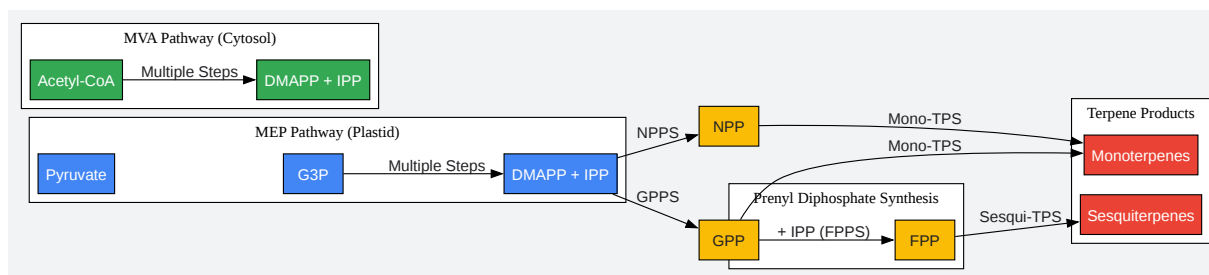 MVA Pathway (Cytosol)
Acetyl-CoA
Multiple Steps
DMAPP + IPP
MEP Pathway (Plastid)
Pyruvate
G3P
Multiple Steps
DMAPP + IPP
NPPS
GPPS
NPP
Mono-TPS
Mono-TPS
Prenyl Diphosphate Synthesis
GPP
+ IPP (FPPS)
FPP
Sesqui-TPS
Terpene Products
Monoterpenes
Sesquiterpenes